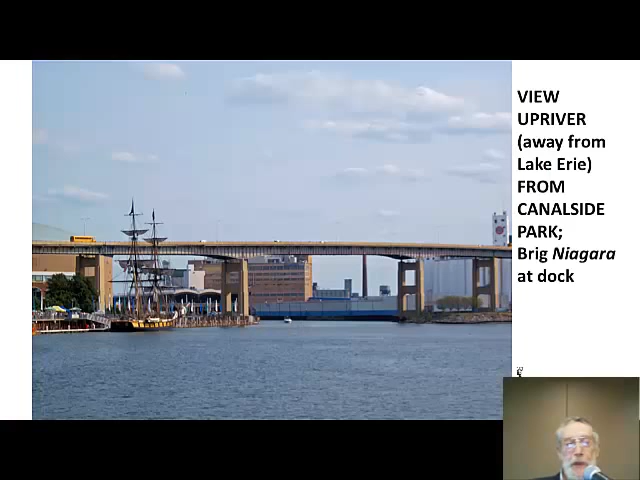 VIEW
UPRIVER
(away from
Lake Erie)
FROM
CANALSIDE
PARK;
Brig Niagara
at dock